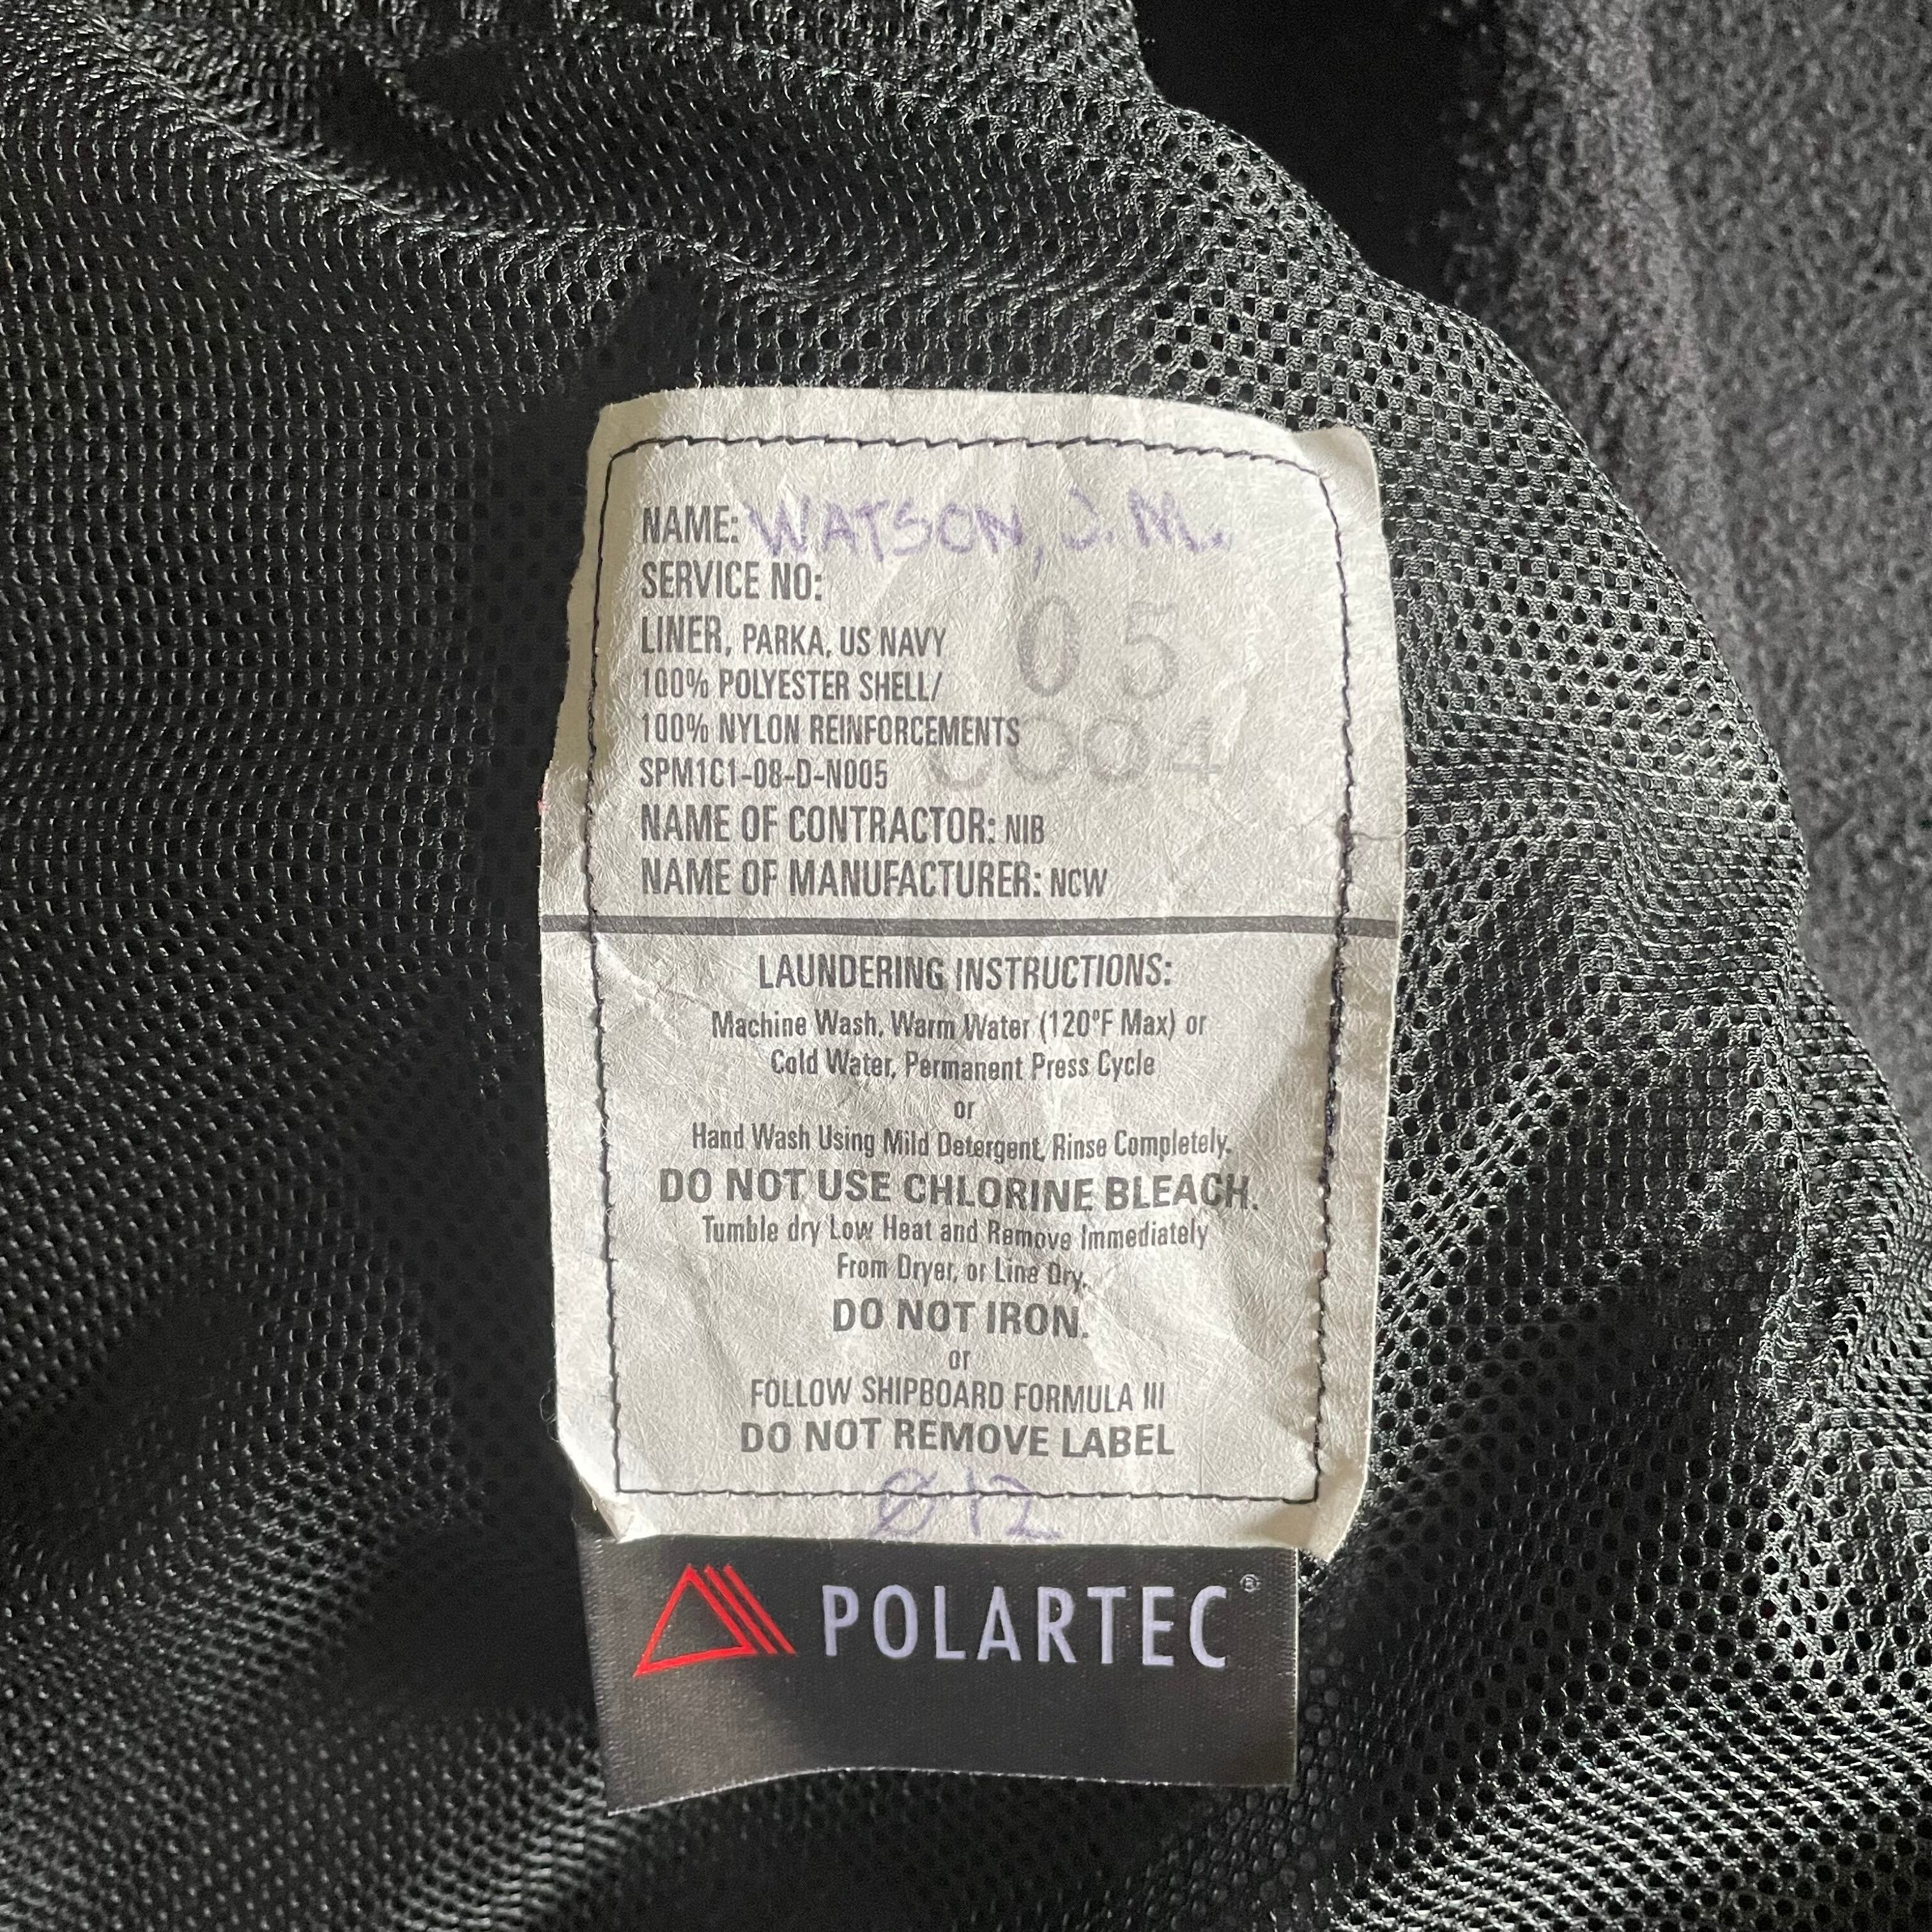 NAME: WATSON, J. M.
SERVICE NO:
LINER, PARKA, US NAVY
05
100% POLYESTER SHELL/
100% NYLON REINFORCEMENTS
SPM1C1-08-D-N005
NAME OF CONTRACTOR: NIB
NAME OF MANUFACTURER: NCW
LAUNDERING INSTRUCTIONS:
Machine Wash, Warm Water (120°F Max) or
Cold Water, Permanent Press Cycle
or
Hand Wash Using Mild Detergent, Rinse Completely.
DO NOT USE CHLORINE BLEACH.
Tumble dry Low Heat and Remove Immediately
From Dryer, or Line Dry.
DO NOT IRON.
or
FOLLOW SHIPBOARD FORMULA III
DO NOT REMOVE LABEL
Ø12
POLARTEC®